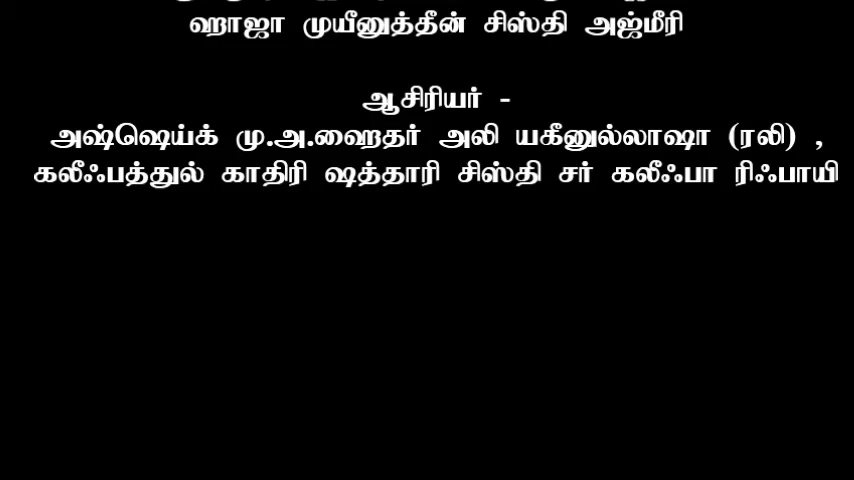 ஹாஜா முயீனுத்தீன் சிஸ்தி அஜ்மீரி
ஆசிரியர் -
அஷ்ஷெய்க் மு.அ.ஹைதர் அலி யகீனுல்லாஷா (ரலி) ,
கலீஃபத்துல் காதிரி ஷத்தாரி சிஸ்தி சர் கலீஃபா ரிஃபாயி